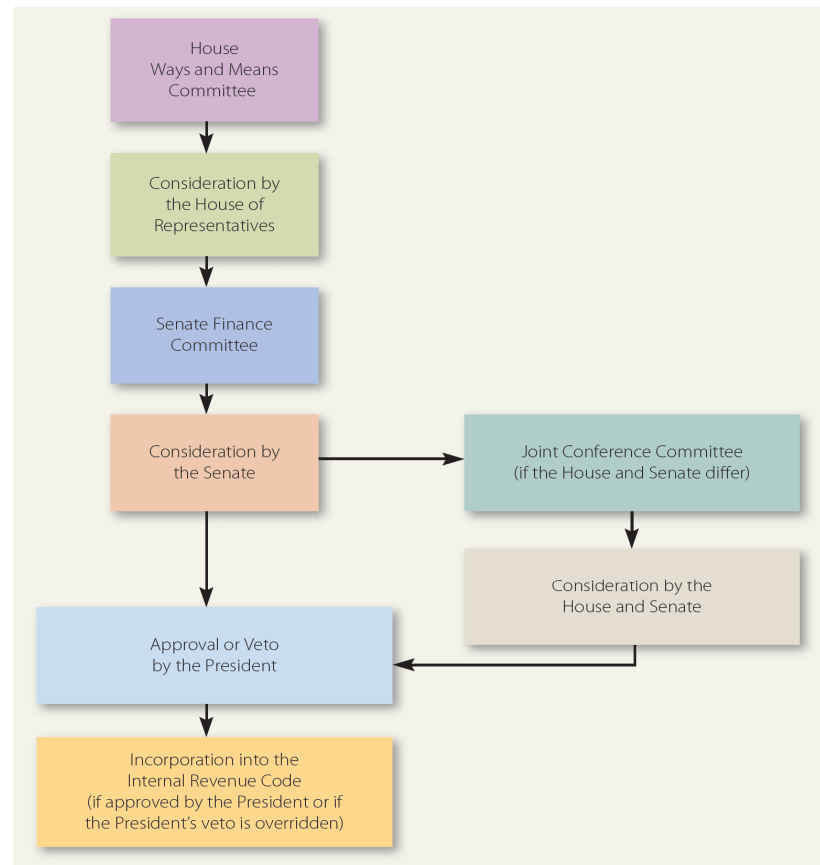 House
Ways and Means
Committee
Consideration by
the House of
Representatives
Senate Finance
Committee
Consideration by
the Senate
Joint Conference Committee
(if the House and Senate differ)
Consideration by the
House and Senate
Approval or Veto
by the President
Incorporation into the
Internal Revenue Code
(if approved by the President or if
the President’s veto is overridden)